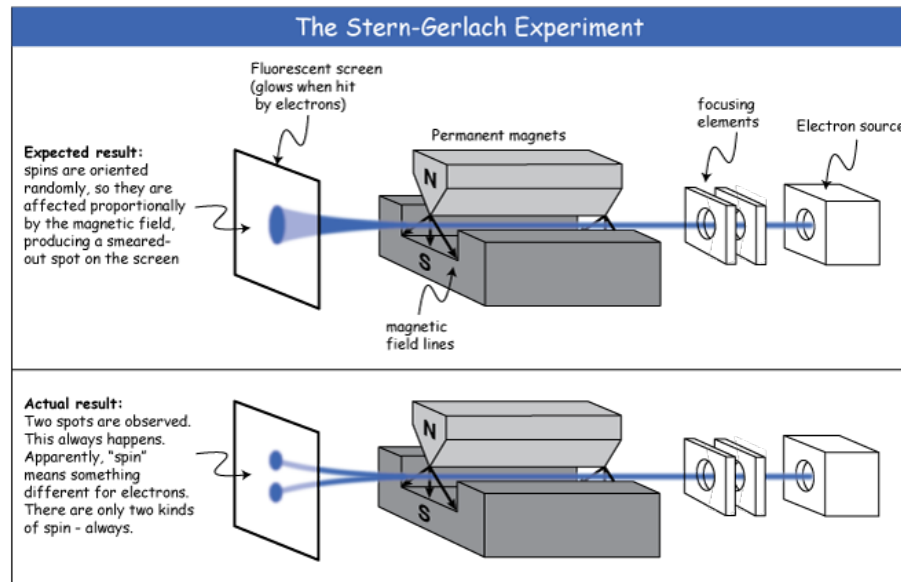 The Stern-Gerlach Experiment
Fluorescent screen
(glows when hit
by electrons)
Permanent magnets
focusing
elements
Electron source
Expected result:
spins are oriented
randomly, so they are
affected proportionally
by the magnetic field,
producing a smeared-
out spot on the screen
N
S
magnetic
field lines
Actual result:
Two spots are observed.
This always happens.
Apparently, "spin"
means something
different for electrons.
There are only two kinds
of spin - always.
N
S